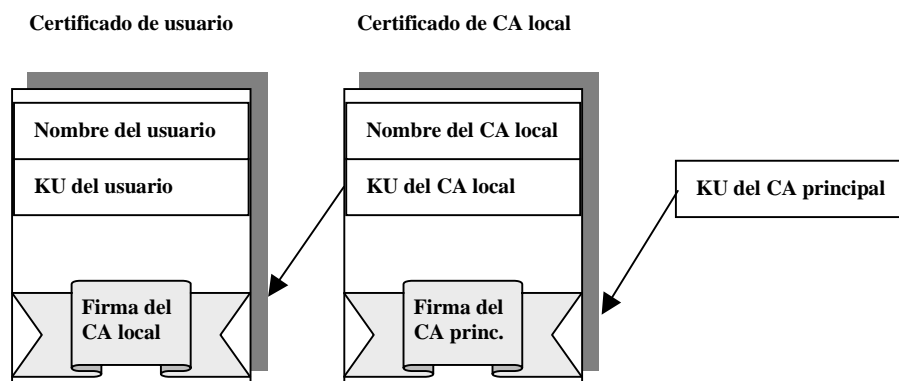 Certificado de usuario
Certificado de CA local
Nombre del usuario
KU del usuario
Firma del
CA local
Nombre del CA local
KU del CA local
Firma del
CA princ.
KU del CA principal